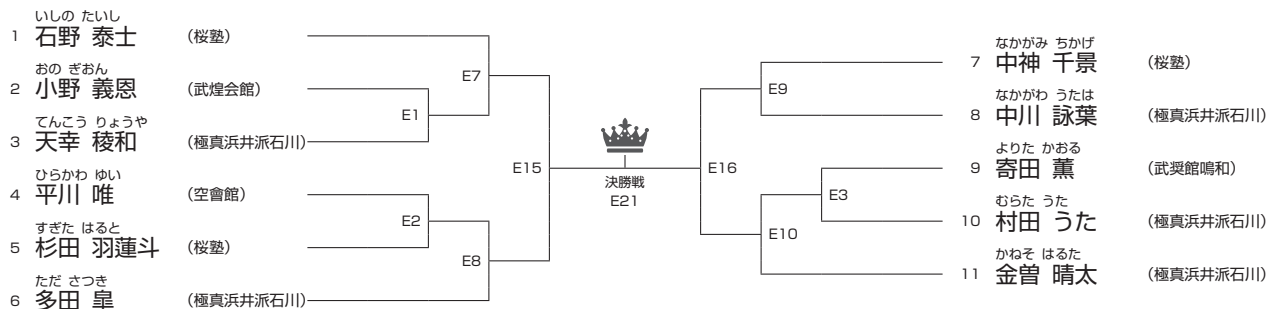 いしの たいし
1 石野 泰士 (桜塾)
おの ぎおん
2 小野 義恩 (武煌会館)
てんこう りょうや
3 天幸 稜和 (極真浜井派石川)
ひらかわ ゆい
4 平川 唯 (空會館)
すぎた はると
5 杉田 羽蓮斗 (桜塾)
ただ さつき
6 多田 皐 (極真浜井派石川)
E7
E1
E15
E2
E8
決勝戦
E21
E9
E16
E3
E10
なかがみ ちかげ
7 中神 千景 (桜塾)
なかがわ うたは
8 中川 詠葉 (極真浜井派石川)
よりた かおる
9 寄田 薫 (武奨館鳴和)
むらた うた
10 村田 うた (極真浜井派石川)
かねそ はるた
11 金曽 晴太 (極真浜井派石川)